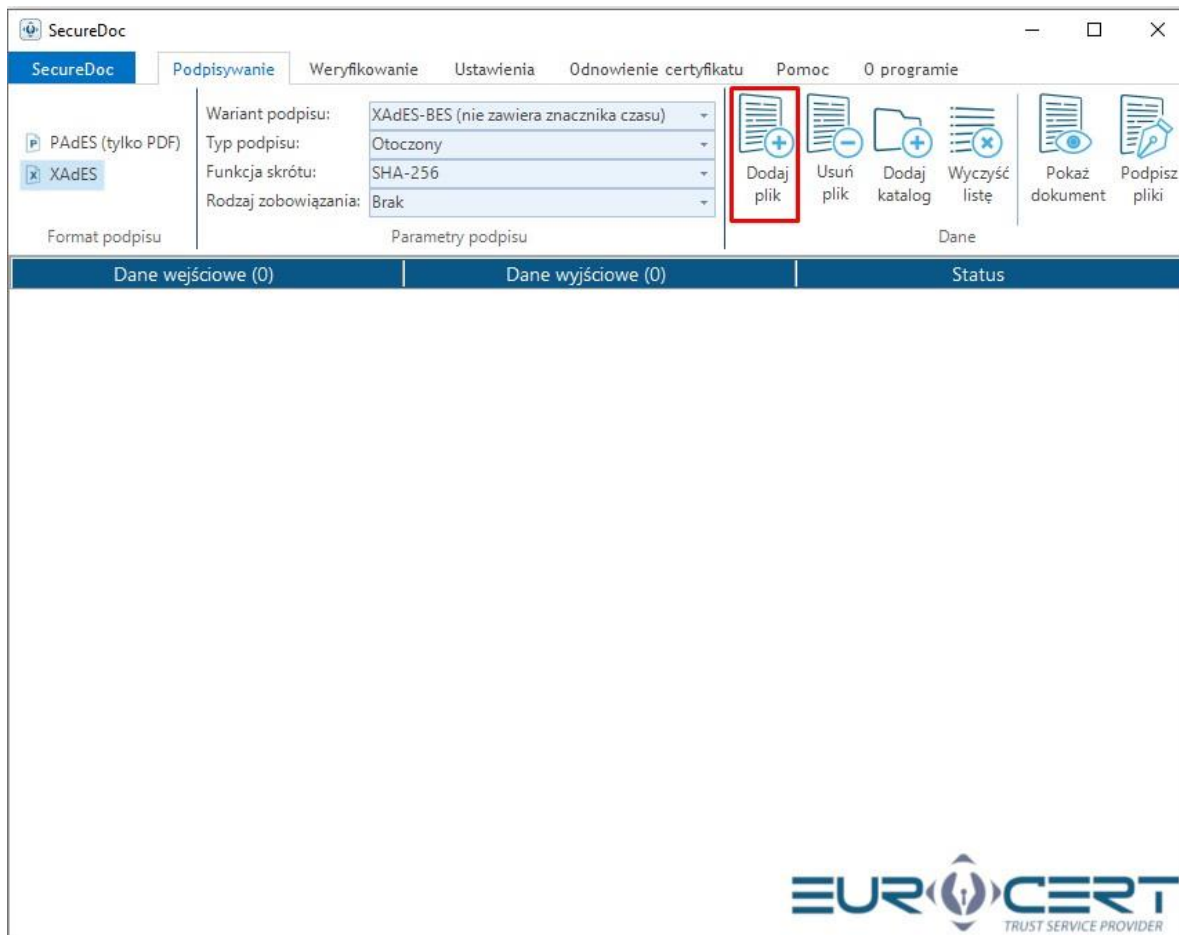 SecureDoc
SecureDoc Podpisywanie Weryfikowanie Ustawienia Odnowienie certyfikatu Pomoc O programie
PAdES (tylko PDF)
XAdES
Format podpisu
Wariant podpisu: XAdES-BES (nie zawiera znacznika czasu)
Typ podpisu: Otoczony
Funkcja skrótu: SHA-256
Rodzaj zobowiązania: Brak
Parametry podpisu
Dodaj
plik
Usuń
plik
Dodaj
katalog
Wyczyść
listę
Pokaż
dokument
Podpisz
pliki
Dane
Dane wejściowe (0) Dane wyjściowe (0) Status
EUROCERT
TRUST SERVICE PROVIDER